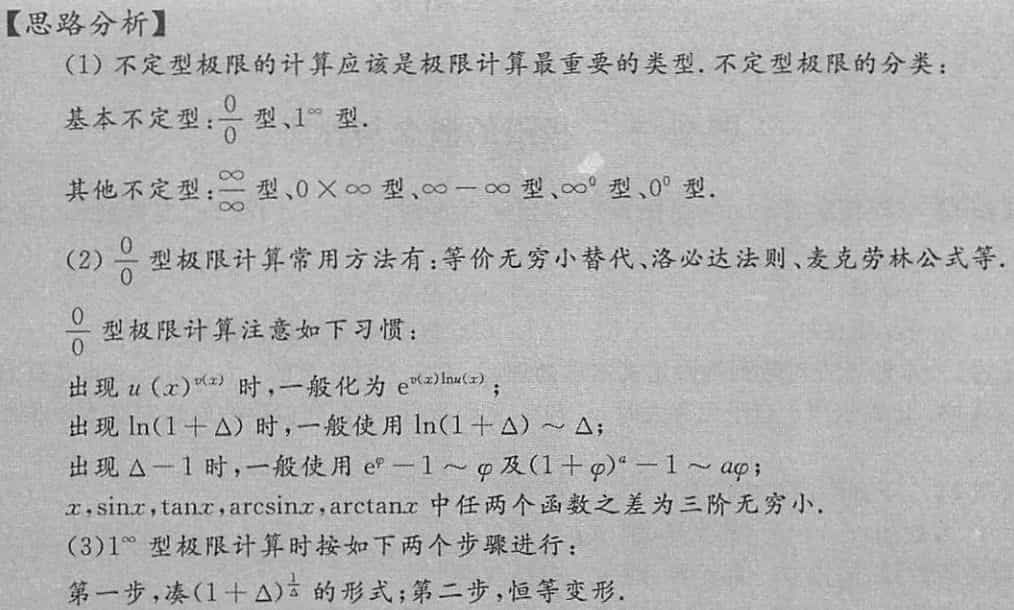 【思路分析】
(1) 不定型极限的计算应该是极限计算最重要的类型.不定型极限的分类:
基本不定型:$\frac{0}{0}$ 型、$1^{\infty}$ 型.
其他不定型:$\frac{\infty}{\infty}$ 型、$0\times\infty$ 型、$\infty-\infty$ 型、$\infty^{0}$ 型、$0^{0}$ 型.
(2) $\frac{0}{0}$ 型极限计算常用方法有:等价无穷小替代、洛必达法则、麦克劳林公式等.
$\frac{0}{0}$ 型极限计算注意如下习惯:
出现 $u(x)^{v(x)}$ 时,一般化为 $e^{v(x)\ln u(x)}$;
出现 $\ln(1+\Delta)$ 时,一般使用 $\ln(1+\Delta)\sim\Delta$;
出现 $\Delta-1$ 时,一般使用 $e^{\varphi}-1\sim\varphi$ 及 $(1+\varphi)^{a}-1\sim a\varphi$;
x,sinx,tanx,arcsinx,arctanx 中任两个函数之差为三阶无穷小.
(3)$1^{\infty}$ 型极限计算时按如下两个步骤进行:
第一步,凑$(1+\Delta)^{\frac{1}{\Delta}}$ 的形式;第二步,恒等变形.